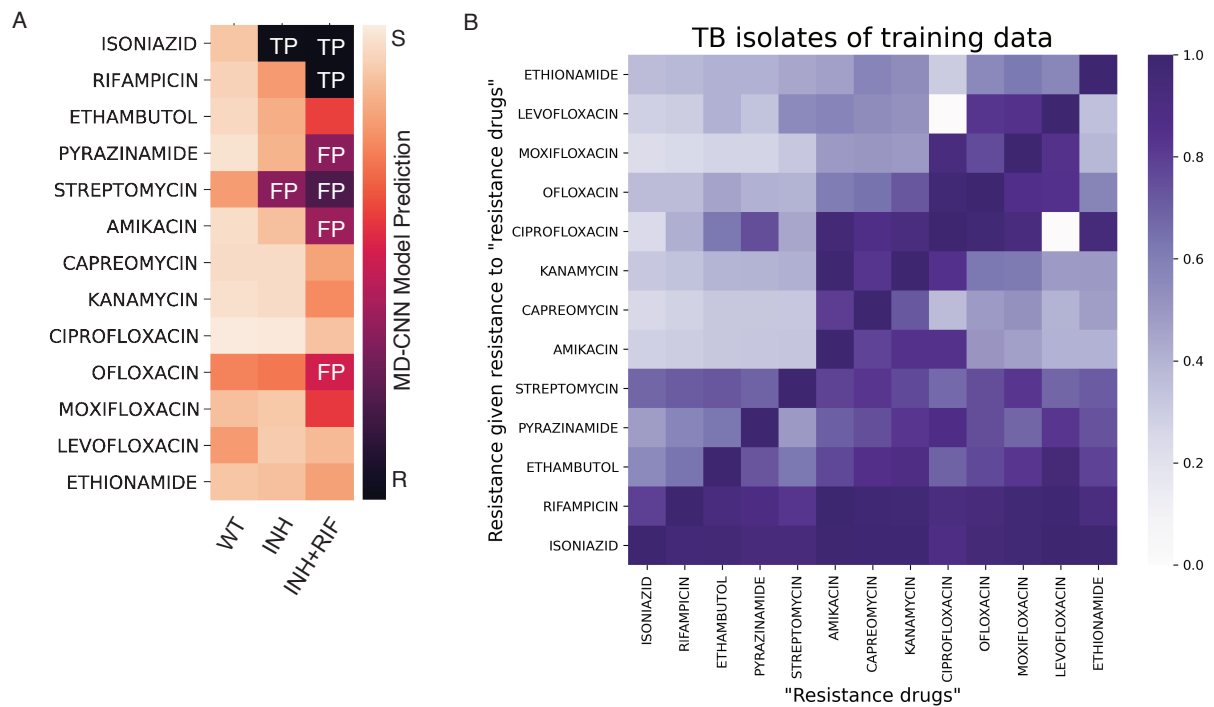 A
ISONIAZID
RIFAMPICIN
ETHAMBUTOL
PYRAZINAMIDE
STREPTOMYCIN
AMIKACIN
CAPREOMYCIN
KANAMYCIN
CIPROFLOXACIN
OFLOXACIN
MOXIFLOXACIN
LEVOFLOXACIN
ETHIONAMIDE
TP TP
TP
FP
FP FP
FP
FP
WT
INH
INH+RIF
S
R
MD-CNN Model Prediction
B
TB isolates of training data
Resistance given resistance to "resistance drugs"
ETHIONAMIDE
LEVOFLOXACIN
MOXIFLOXACIN
OFLOXACIN
CIPROFLOXACIN
KANAMYCIN
CAPREOMYCIN
AMIKACIN
STREPTOMYCIN
PYRAZINAMIDE
ETHAMBUTOL
RIFAMPICIN
ISONIAZID
ISONIAZID
RIFAMPICIN
ETHAMBUTOL
PYRAZINAMIDE
STREPTOMYCIN
AMIKACIN
CAPREOMYCIN
KANAMYCIN
CIPROFLOXACIN
OFLOXACIN
MOXIFLOXACIN
LEVOFLOXACIN
ETHIONAMIDE
"Resistance drugs"
1.0
0.8
0.6
0.4
0.2
0.0